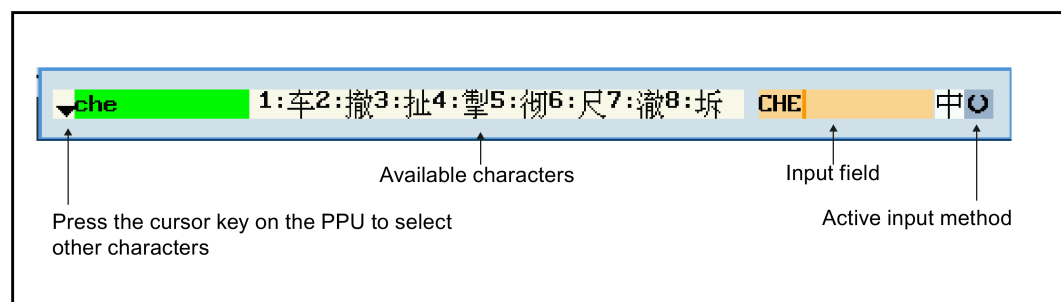 che 1:车2:撤3:扯4:掣5:彻6:尺7:澈8:坼 CHE 中
Available characters
Input field
Press the cursor key on the PPU to select
other characters
Active input method